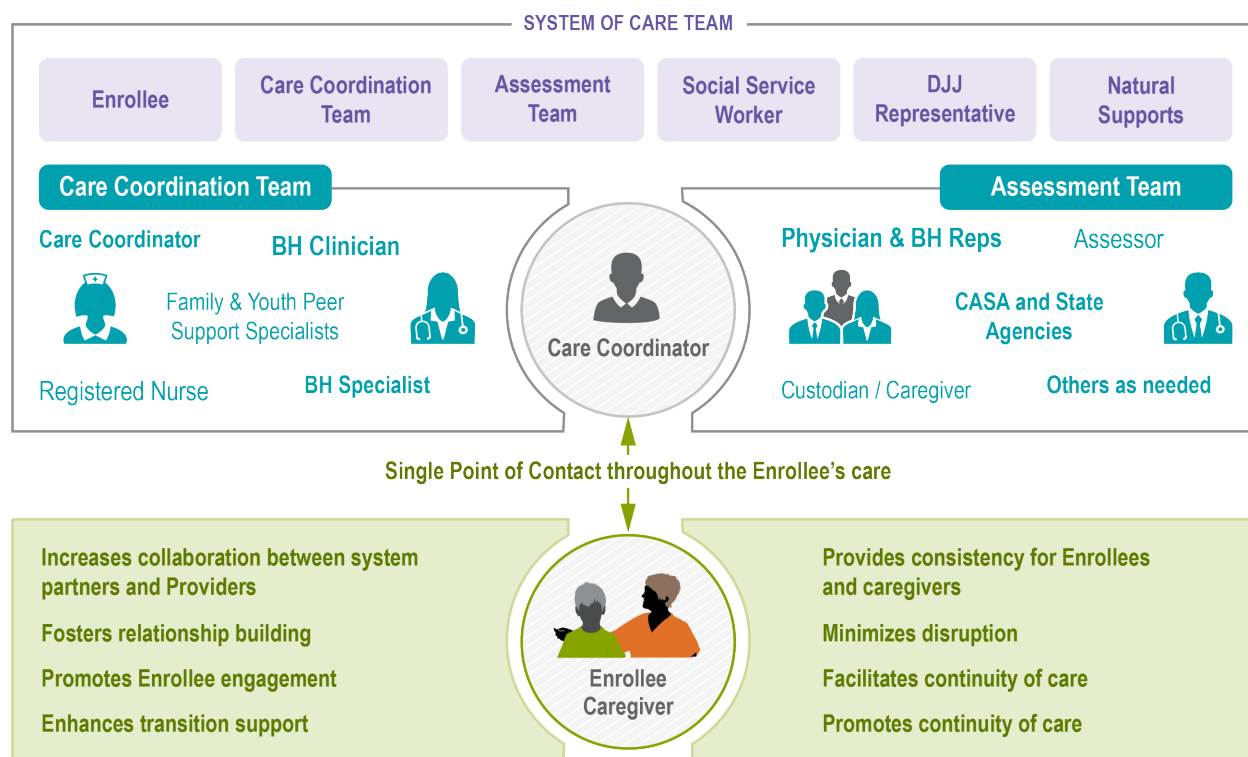 SYSTEM OF CARE TEAM
Enrollee
Care Coordination
Team
Assessment
Team
Social Service
Worker
DJJ
Representative
Natural
Supports
Care Coordination Team
Care Coordinator
BH Clinician
Family & Youth Peer
Support Specialists
Registered Nurse
BH Specialist
Care Coordinator
Assessment Team
Physician & BH Reps
Assessor
CASA and State
Agencies
Custodian / Caregiver
Others as needed
Single Point of Contact throughout the Enrollee’s care
Increases collaboration between system
partners and Providers
Fosters relationship building
Promotes Enrollee engagement
Enhances transition support
Enrollee
Caregiver
Provides consistency for Enrollees
and caregivers
Minimizes disruption
Facilitates continuity of care
Promotes continuity of care